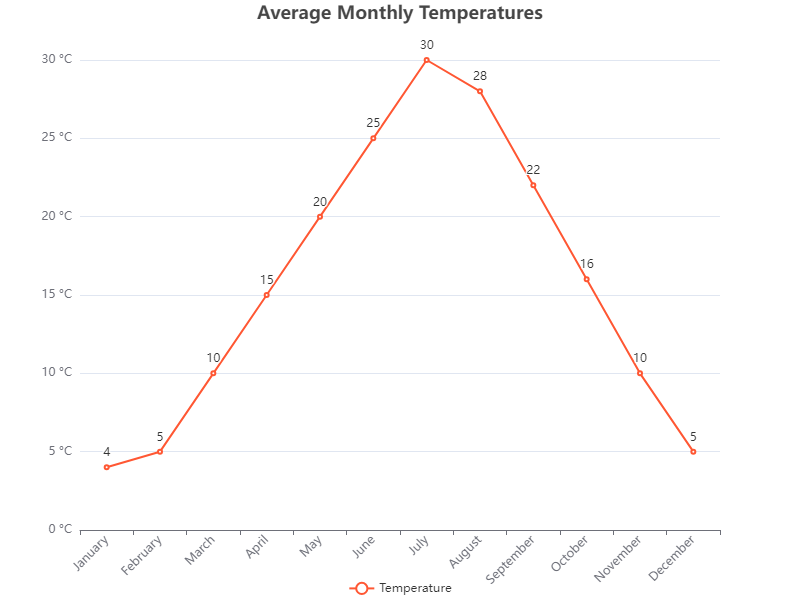 Average Monthly Temperatures
30 °C
25 °C
20 °C
15 °C
10 °C
5 °C
0 °C
4
5
10
15
20
25
30
28
22
16
10
5
January
February
March
April
May
June
July
August
September
October
November
December
Temperature